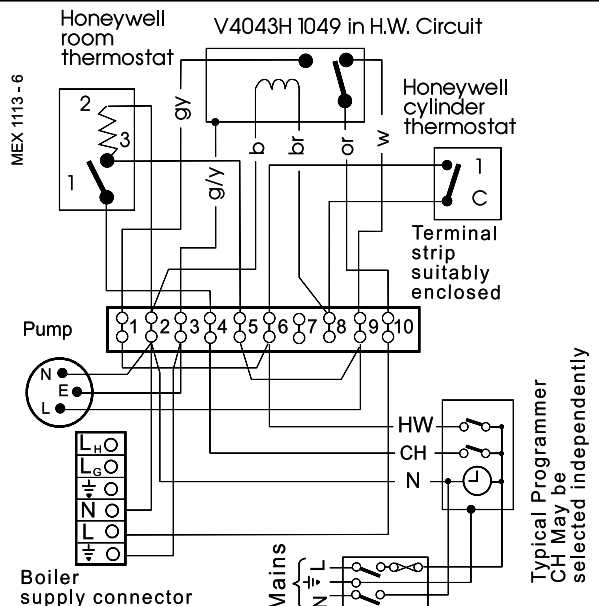 Honeywell
room
thermostat
V4043H 1049 in H.W. Circuit
Honeywell
cylinder
thermostat
MEX 1113 - 6
gy
b
br
or
w
g/y
2
3
1
1
C
Terminal
strip
suitably
enclosed
1 2 3 4 5 6 7 8 9 10
Pump
N
E
L
HW
CH
N
LH
LG
N
L
Boiler
supply connector
Mains
L
N
Typical Programmer
CH May be
selected independently